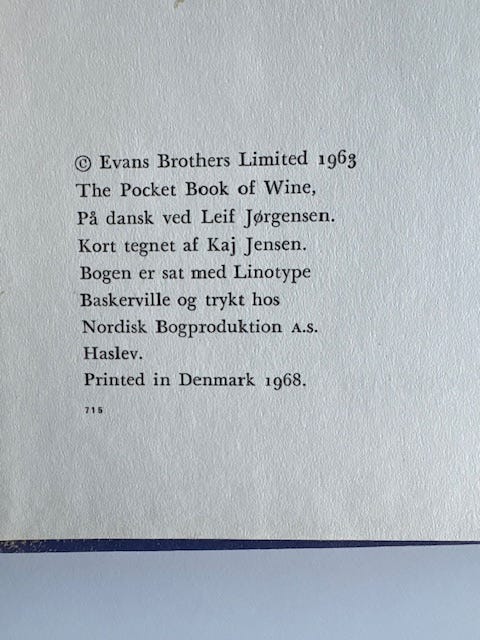 © Evans Brothers Limited 1963
The Pocket Book of Wine,
På dansk ved Leif Jørgensen.
Kort tegnet af Kaj Jensen.
Bogen er sat med Linotype
Baskerville og trykt hos
Nordisk Bogproduktion A.S.
Haslev.
Printed in Denmark 1968.
715